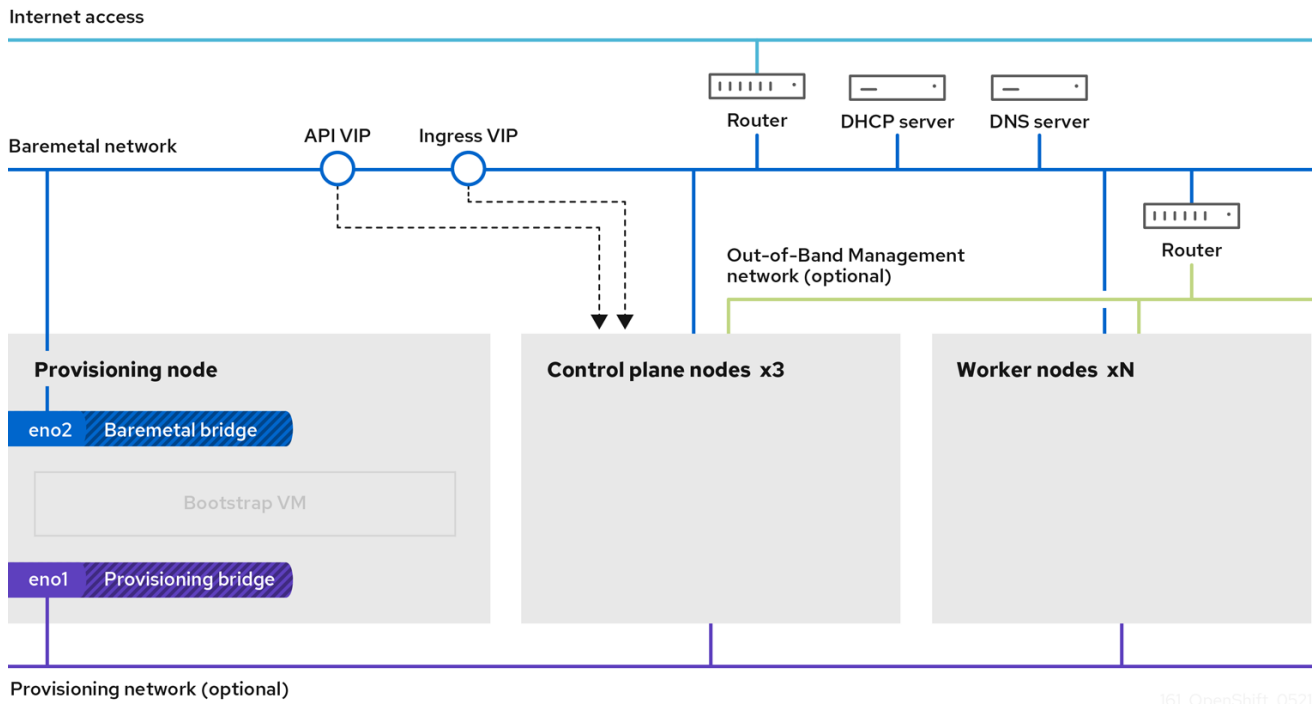 Internet access
Router
DHCP server
DNS server
API VIP
Ingress VIP
Baremetal network
Router
Out-of-Band Management
network (optional)
Provisioning node
Control plane nodes x3
Worker nodes xN
eno2
Baremetal bridge
Bootstrap VM
eno1
Provisioning bridge
Provisioning network (optional)
161_OpenShift_0521